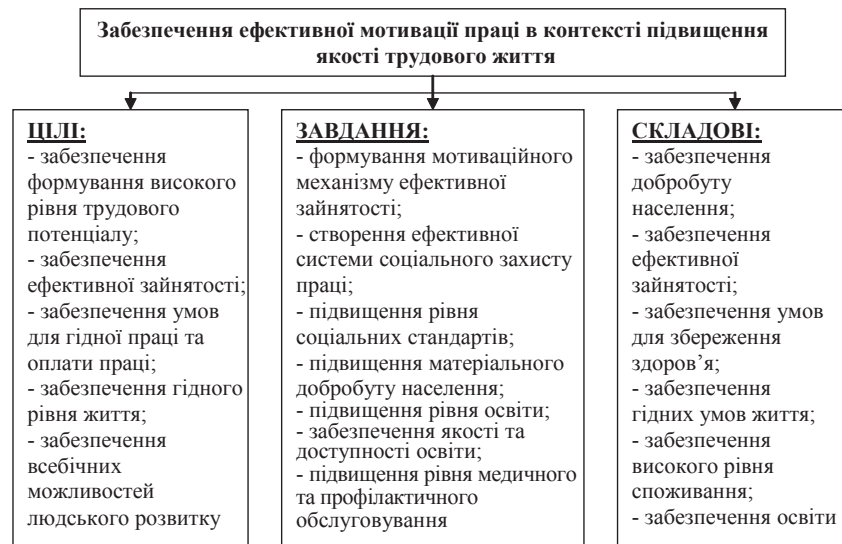 Забезпечення ефективної мотивації праці в контексті підвищення
якості трудового життя
ЦІЛІ:
- забезпечення
формування високого
рівня трудового
потенціалу;
- забезпечення
ефективної зайнятості;
- забезпечення умов
для гідної праці та
оплати праці;
- забезпечення гідного
рівня життя;
- забезпечення
всебічних
можливостей
людського розвитку
ЗАВДАННЯ:
- формування мотиваційного
механізму ефективної
зайнятості;
- створення ефективної
системи соціального захисту
праці;
- підвищення рівня
соціальних стандартів;
- підвищення матеріального
добробуту населення;
- підвищення рівня освіти;
- забезпечення якості та
доступності освіти;
- підвищення рівня медичного
та профілактичного
обслуговування
СКЛАДОВІ:
- забезпечення
добробуту
населення;
- забезпечення
ефективної
зайнятості;
- забезпечення умов
для збереження
здоров’я;
- забезпечення
гідних умов життя;
- забезпечення
високого рівня
споживання;
- забезпечення освіти